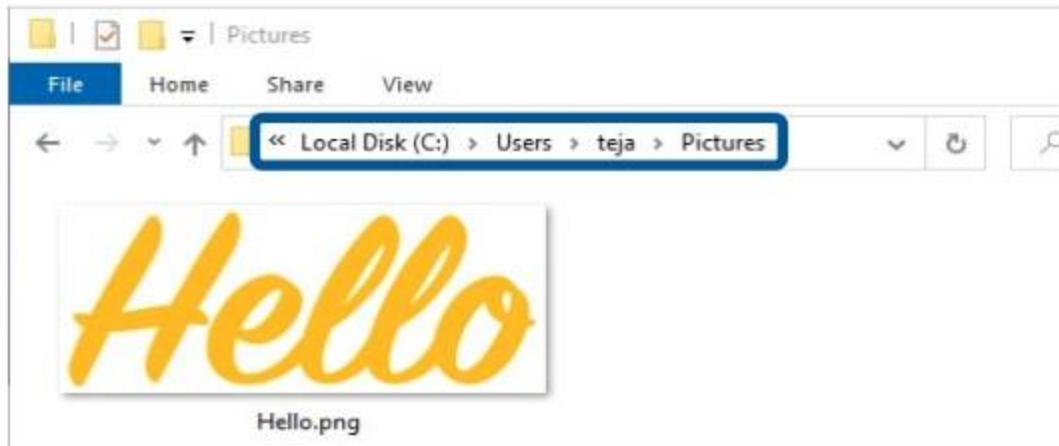 Pictures
File Home Share View
« Local Disk (C:) › Users › teja › Pictures
Hello
Hello.png